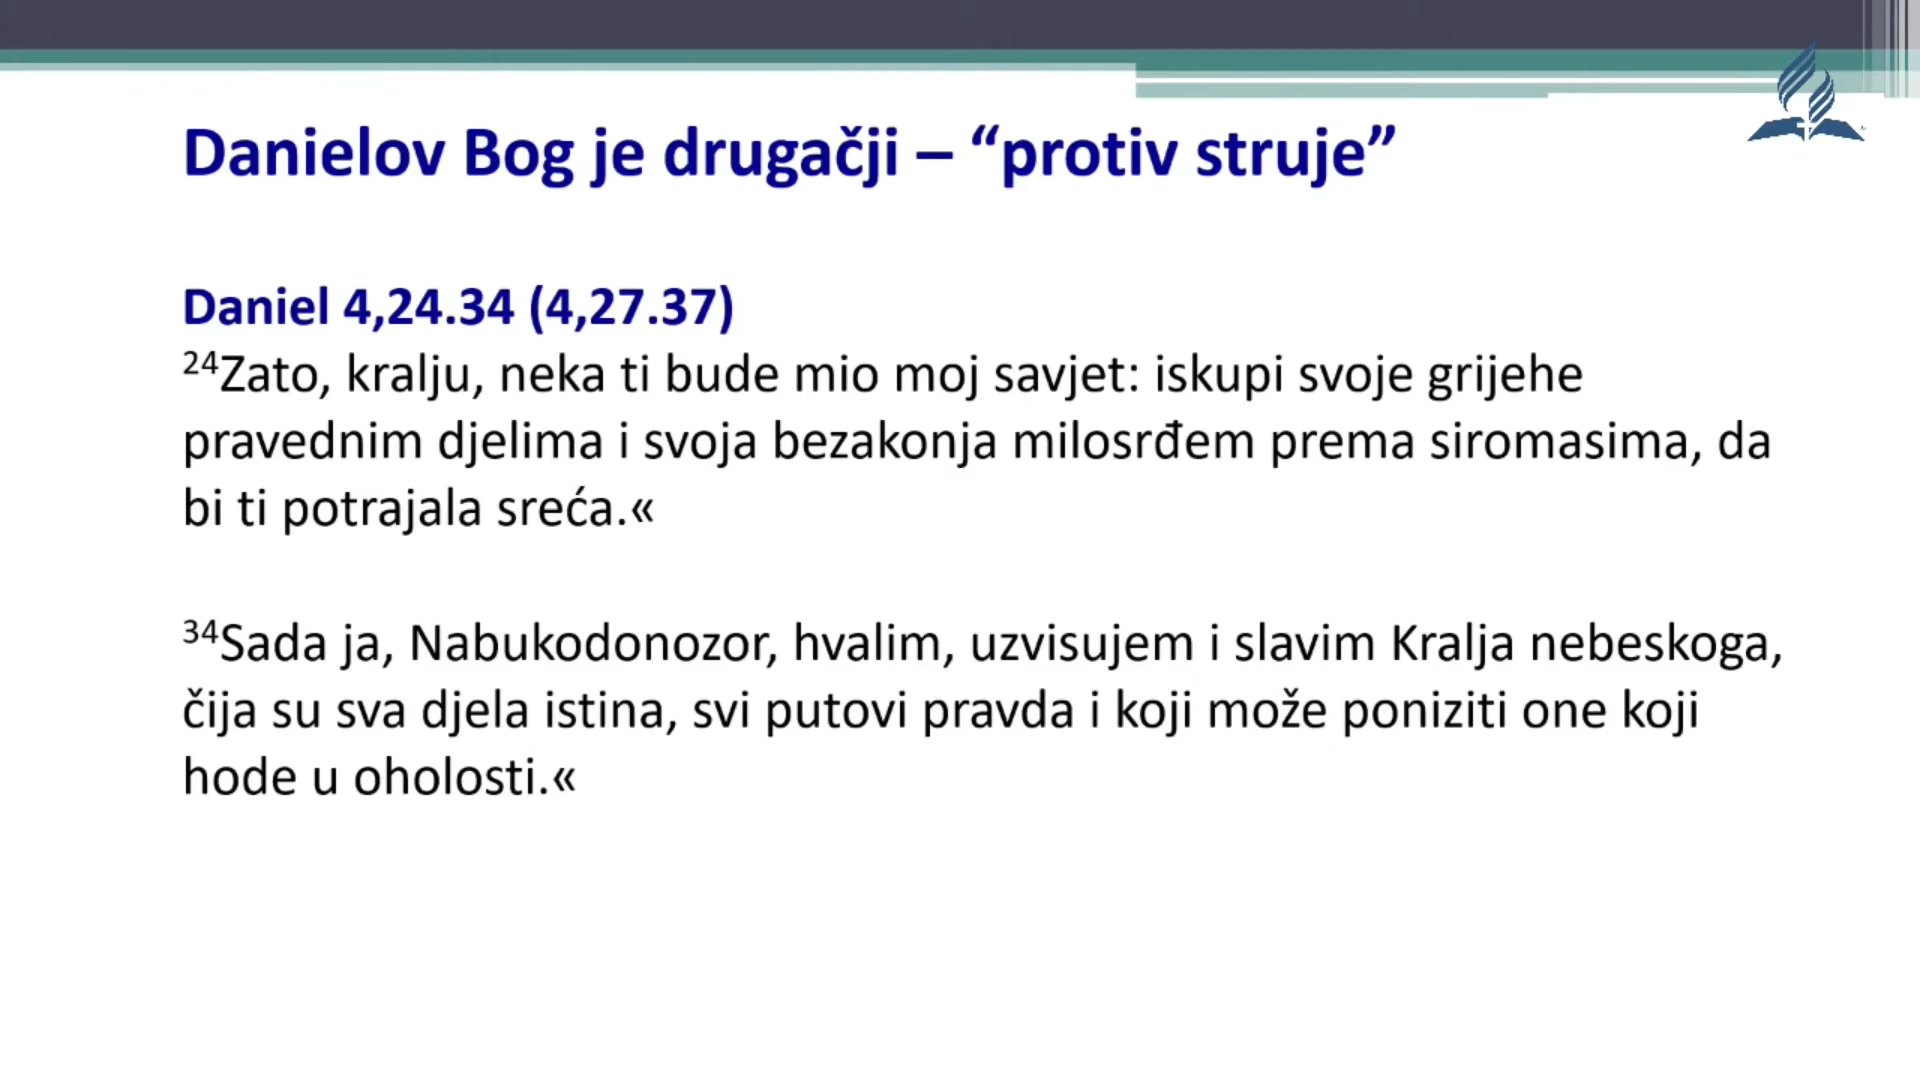 Danielov Bog je drugačji – “protiv struje”
Daniel 4,24.34 (4,27.37)
²⁴Zato, kralju, neka ti bude mio moj savjet: iskupi svoje grijehe
pravednim djelima i svoja bezakonja milosrđem prema siromasima, da
bi ti potrajala sreća.«
³⁴Sada ja, Nabukodonozor, hvalim, uzvisujem i slavim Kralja nebeskoga,
čija su sva djela istina, svi putovi pravda i koji može poniziti one koji
hode u oholosti.«